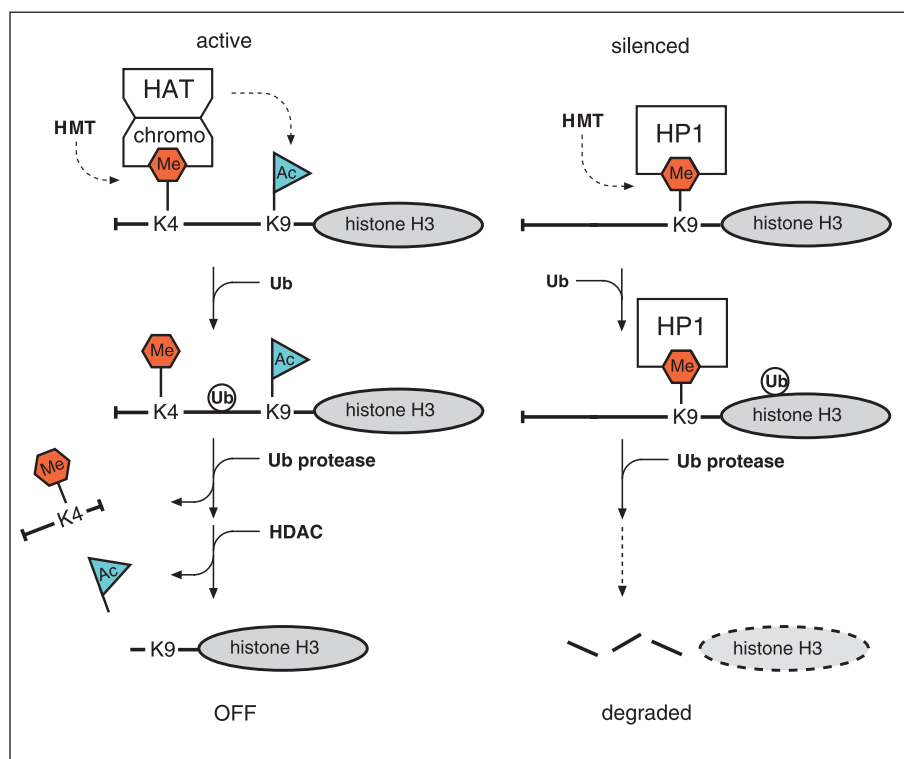 active
HAT
chromo
HMT
Me
Ac
K4
K9
histone H3
Ub
Me
Ac
Ub
K4
K9
histone H3
Ub protease
Me
K4
HDAC
Ac
K9
histone H3
OFF
silenced
HMT
HP1
Me
K9
histone H3
Ub
HP1
Me
Ub
K9
histone H3
Ub protease
histone H3
degraded